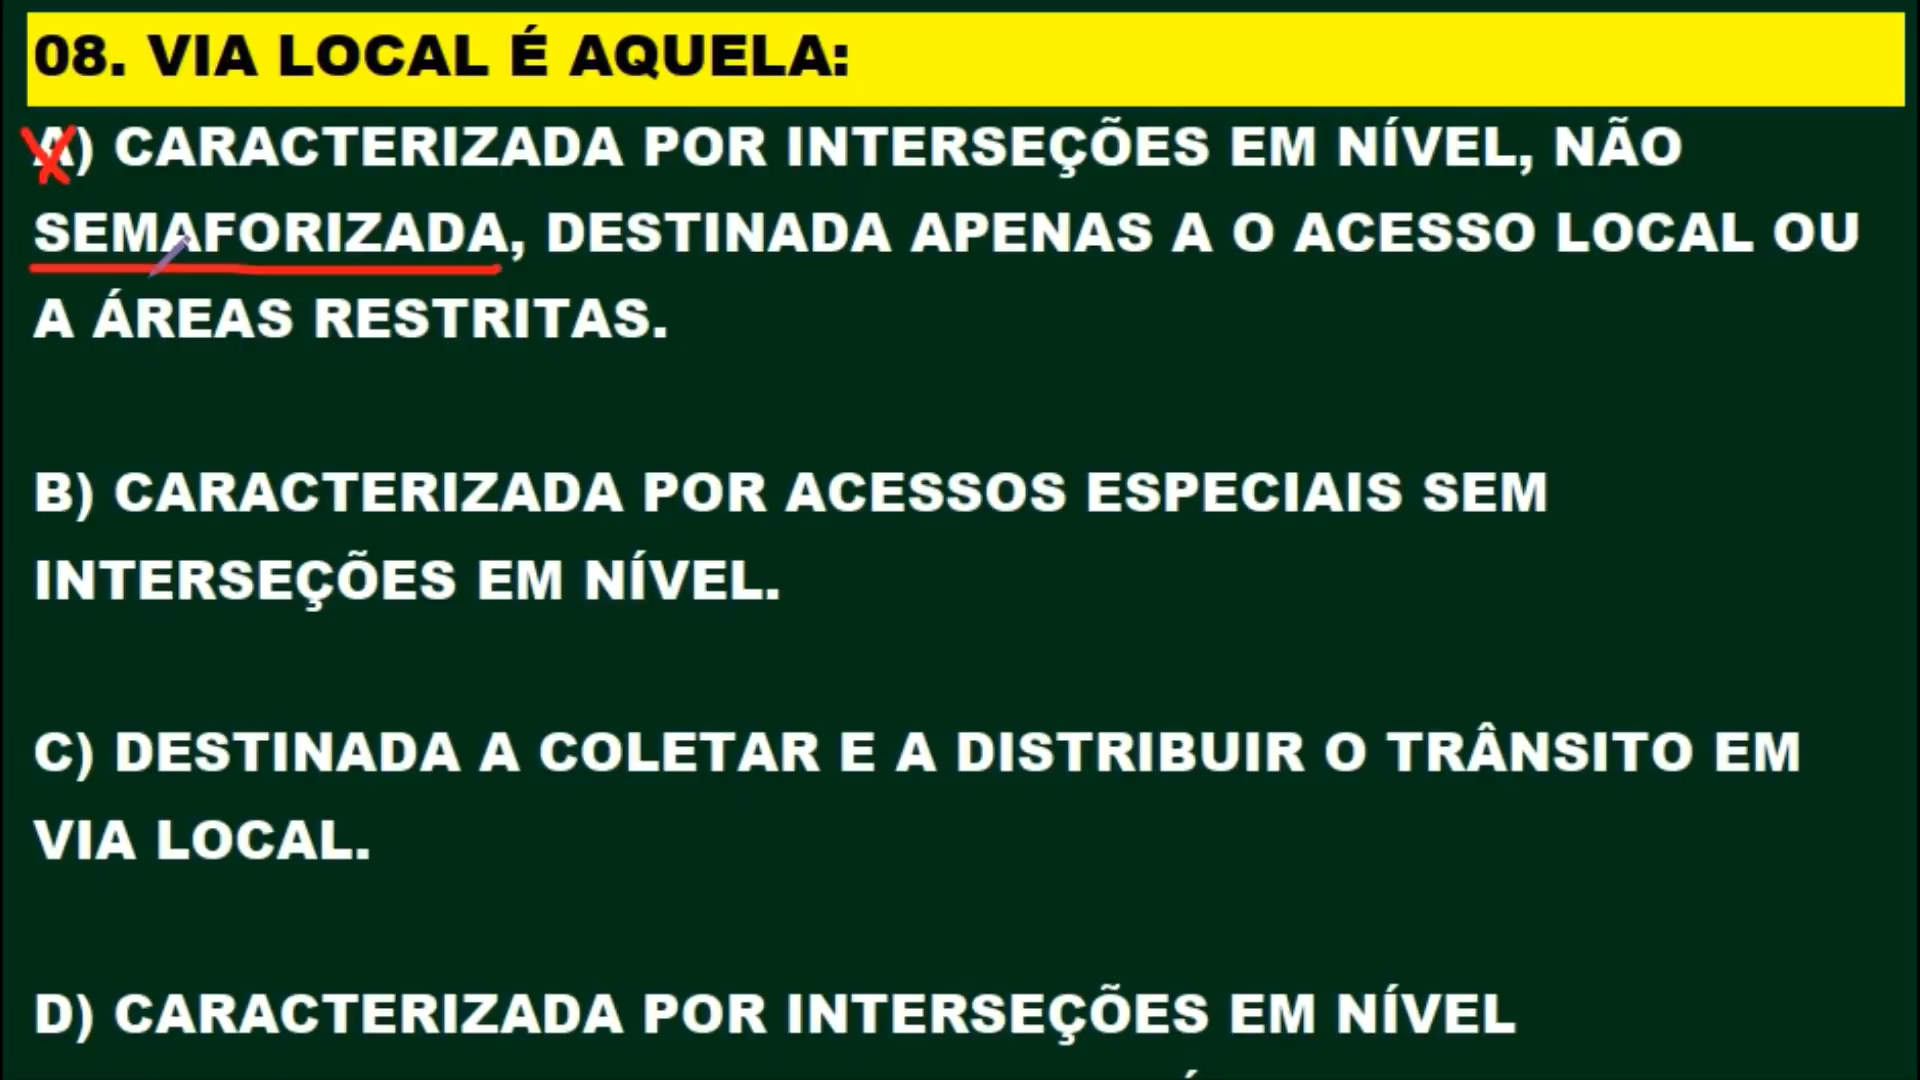 08. VIA LOCAL É AQUELA:
A) CARACTERIZADA POR INTERSEÇÕES EM NÍVEL, NÃO
SEMAFORIZADA, DESTINADA APENAS A O ACESSO LOCAL OU
A ÁREAS RESTRITAS.
B) CARACTERIZADA POR ACESSOS ESPECIAIS SEM
INTERSEÇÕES EM NÍVEL.
C) DESTINADA A COLETAR E A DISTRIBUIR O TRÂNSITO EM
VIA LOCAL.
D) CARACTERIZADA POR INTERSEÇÕES EM NÍVEL